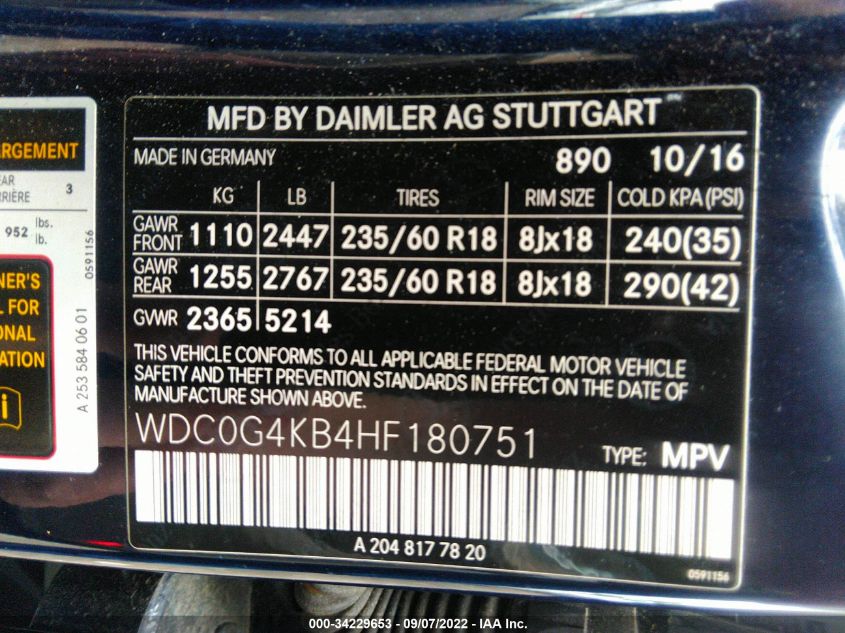 ERGEMENT
EAR
RRIÈRE 3
952 lbs.
lb.
0591156
NER'S
L FOR
ONAL
ATION
i
A 253 584 06 01
MFD BY DAIMLER AG STUTTGART
MADE IN GERMANY 890 10/16
KG LB TIRES RIM SIZE COLD KPA (PSI)
GAWR FRONT 1110 2447 235/60 R18 8Jx18 240(35)
GAWR REAR 1255 2767 235/60 R18 8Jx18 290(42)
GVWR 2365 5214
THIS VEHICLE CONFORMS TO ALL APPLICABLE FEDERAL MOTOR VEHICLE
SAFETY AND THEFT PREVENTION STANDARDS IN EFFECT ON THE DATE OF
MANUFACTURE SHOWN ABOVE.
WDC0G4KB4HF180751 TYPE: MPV
A 204 817 78 20
0591156
000-34229653 - 09/07/2022 - IAA Inc.